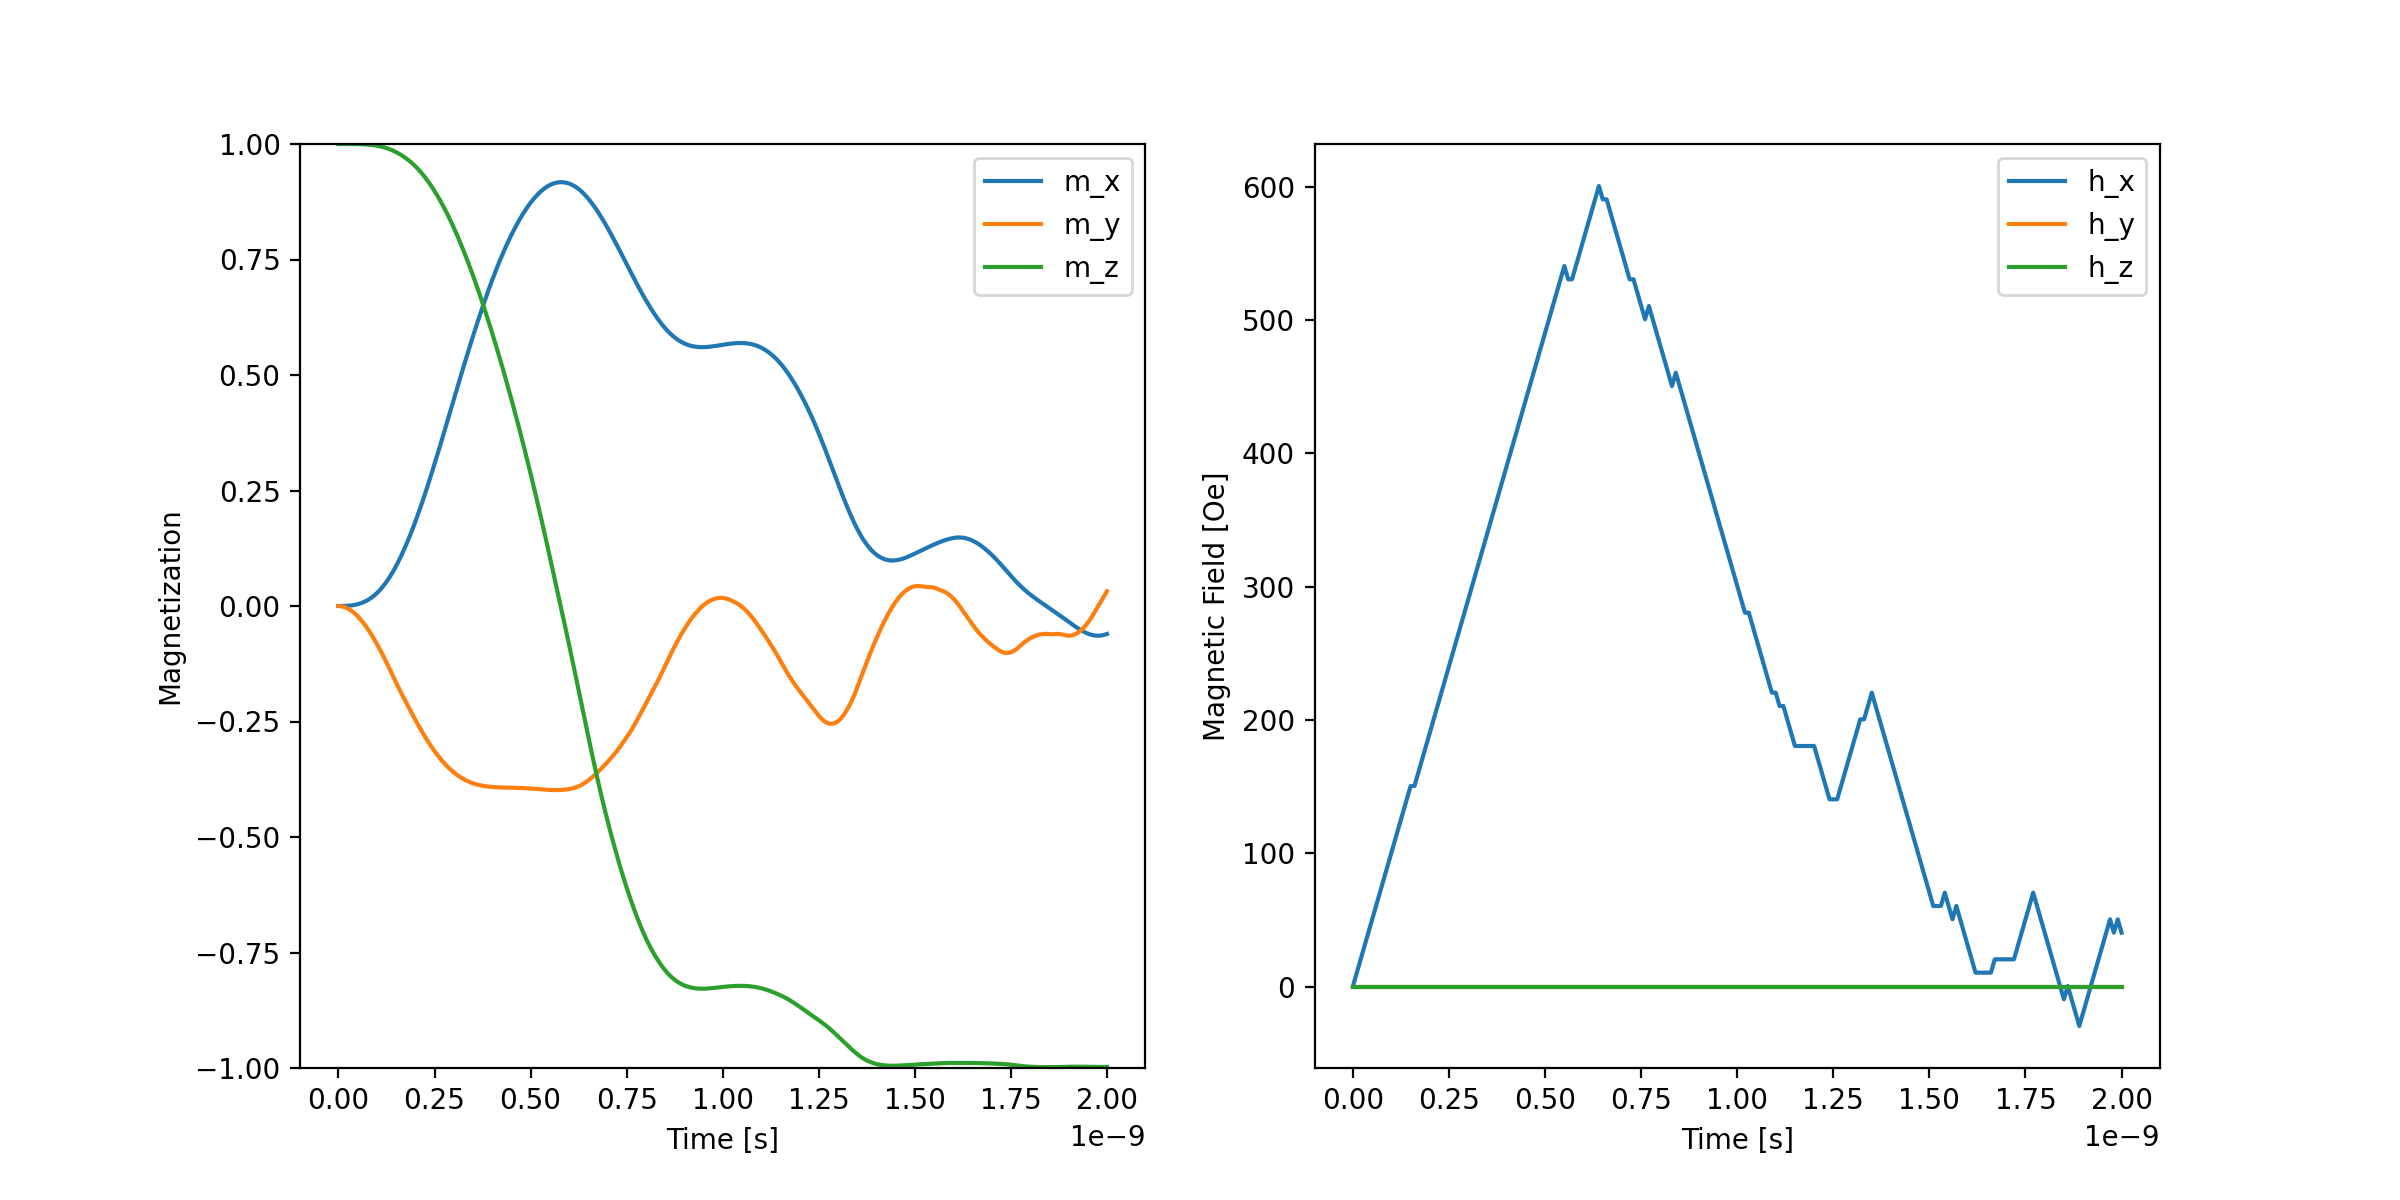 Magnetization
1.00
0.75
0.50
0.25
0.00
−0.25
−0.50
−0.75
−1.00
m_x
m_y
m_z
0.00 0.25 0.50 0.75 1.00 1.25 1.50 1.75 2.00
Time [s]
1e−9
Magnetic Field [Oe]
600
500
400
300
200
100
0
h_x
h_y
h_z
0.00 0.25 0.50 0.75 1.00 1.25 1.50 1.75 2.00
Time [s]
1e−9